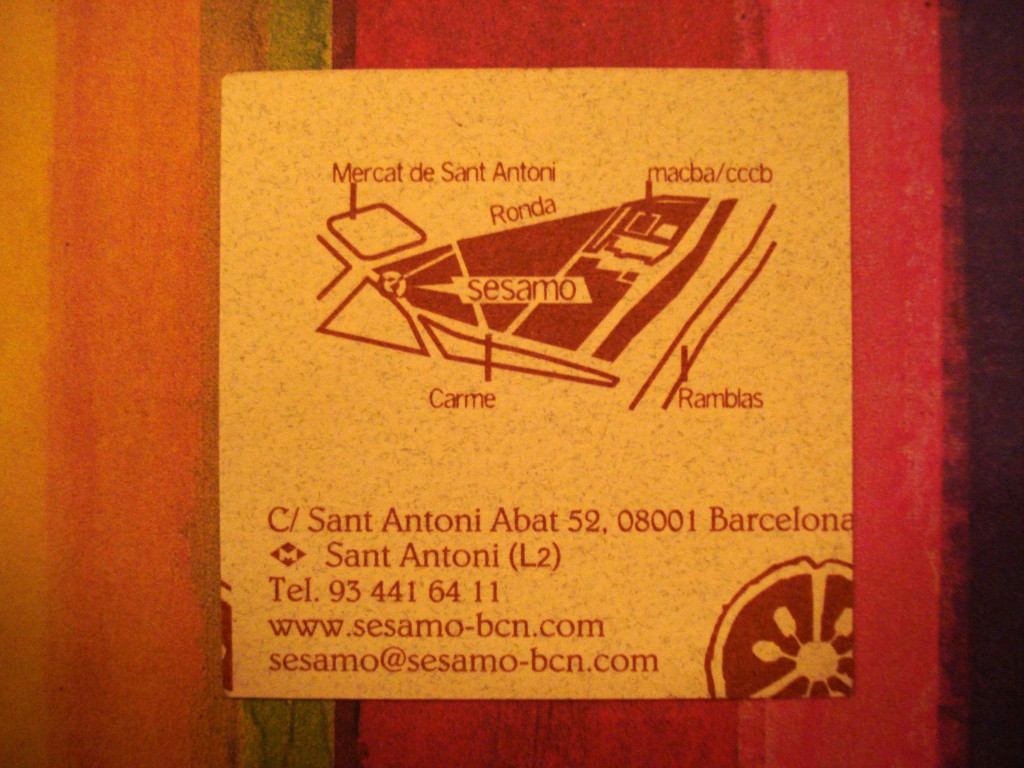 Mercat de Sant Antoni
macba/cccb
Ronda
sesamo
Carme
Ramblas
C/ Sant Antoni Abat 52, 08001 Barcelona
M Sant Antoni (L2)
Tel. 93 441 64 11
www.sesamo-bcn.com
sesamo@sesamo-bcn.com